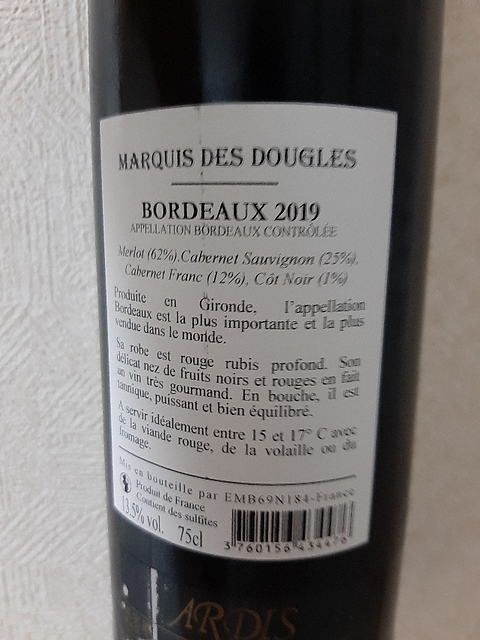 MARQUIS DES DOUGLES
BORDEAUX 2019
APPELLATION BORDEAUX CONTRÔLÉE
Merlot (62%),Cabernet Sauvignon (25%),
Cabernet Franc (12%), Côt Noir (1%)
Produite en Gironde, l'appellation
Bordeaux est la plus importante et la plus
vendue dans le monde.
Sa robe est rouge rubis profond. Son
délicat nez de fruits noirs et rouges en fait
un vin très gourmand. En bouche, il est
tannique, puissant et bien équilibré.
A servir idéalement entre 15 et 17° C avec
de la viande rouge, de la volaille ou du
fromage.
Mis en bouteille par EMB69N184-France
Produit de France
Contient des sulfites
13.5% vol. 75cl
3 760156 434476
ARDIS